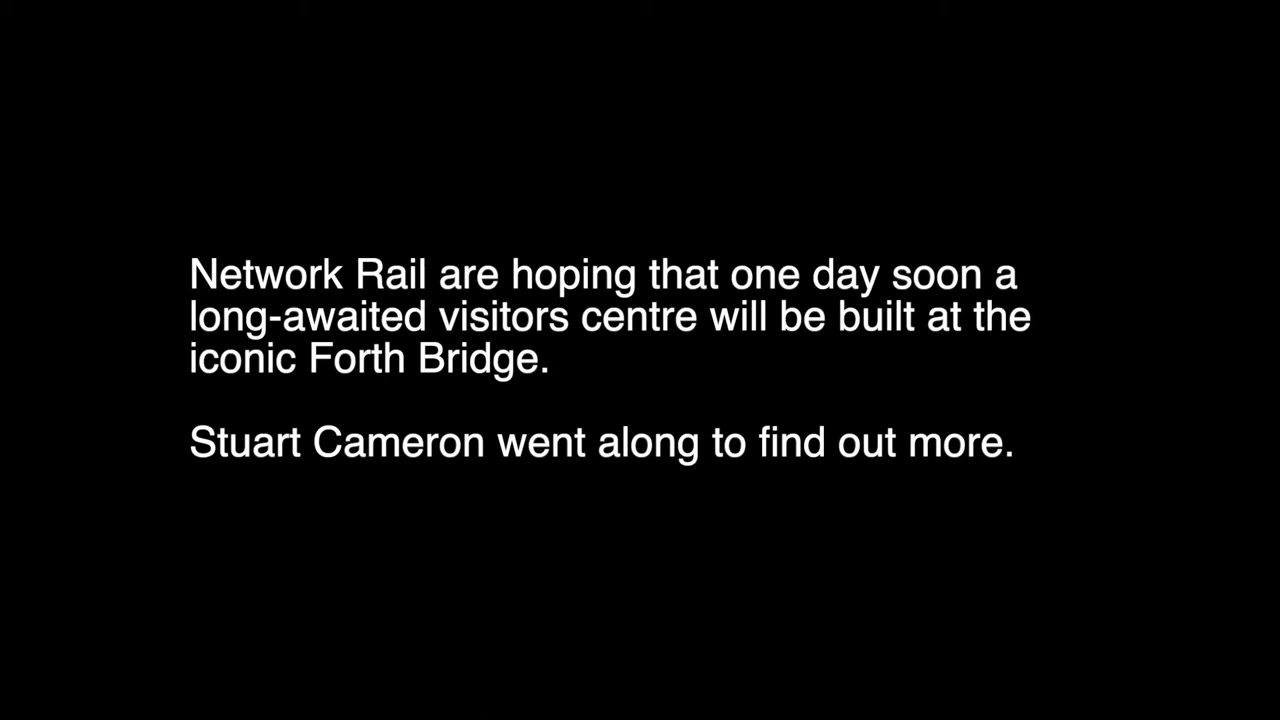 Network Rail are hoping that one day soon a
long-awaited visitors centre will be built at the
iconic Forth Bridge.
Stuart Cameron went along to find out more.